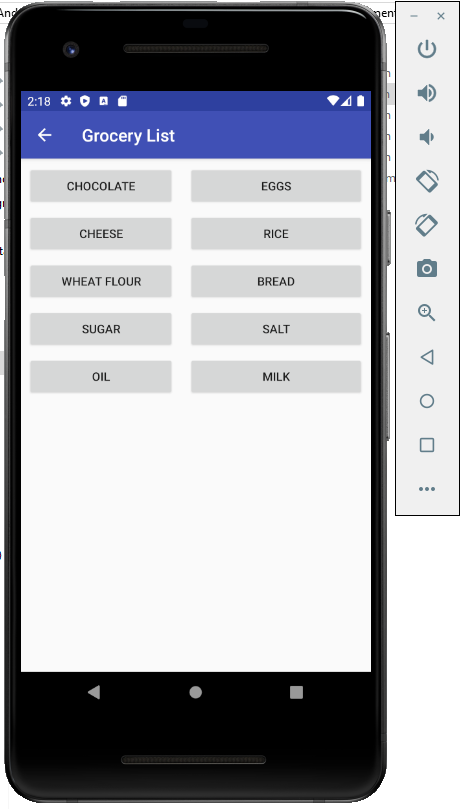 2:18
Grocery List
CHOCOLATE EGGS
CHEESE RICE
WHEAT FLOUR BREAD
SUGAR SALT
OIL MILK